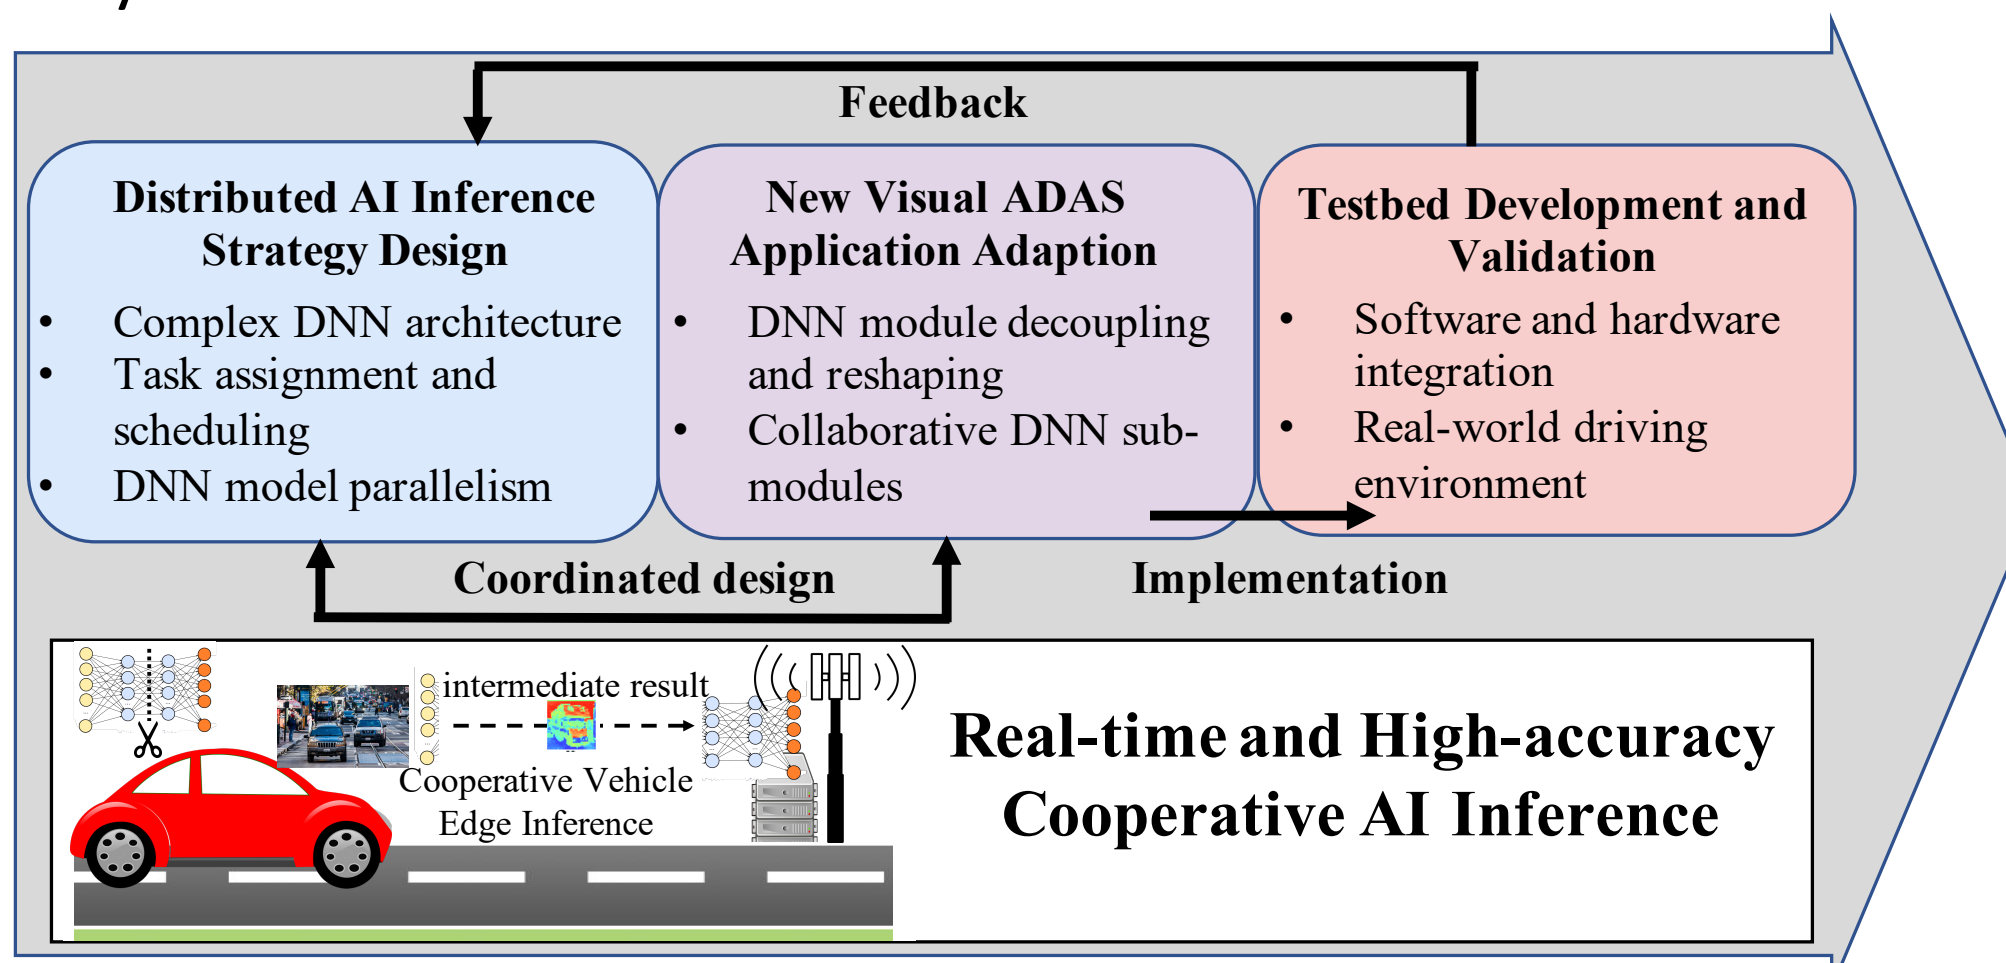 Feedback
Distributed AI Inference
Strategy Design
• Complex DNN architecture
• Task assignment and
scheduling
• DNN model parallelism
New Visual ADAS
Application Adaption
• DNN module decoupling
and reshaping
• Collaborative DNN sub-
modules
Testbed Development and
Validation
• Software and hardware
integration
• Real-world driving
environment
Coordinated design
Implementation
intermediate result
Cooperative Vehicle
Edge Inference
Real-time and High-accuracy
Cooperative AI Inference